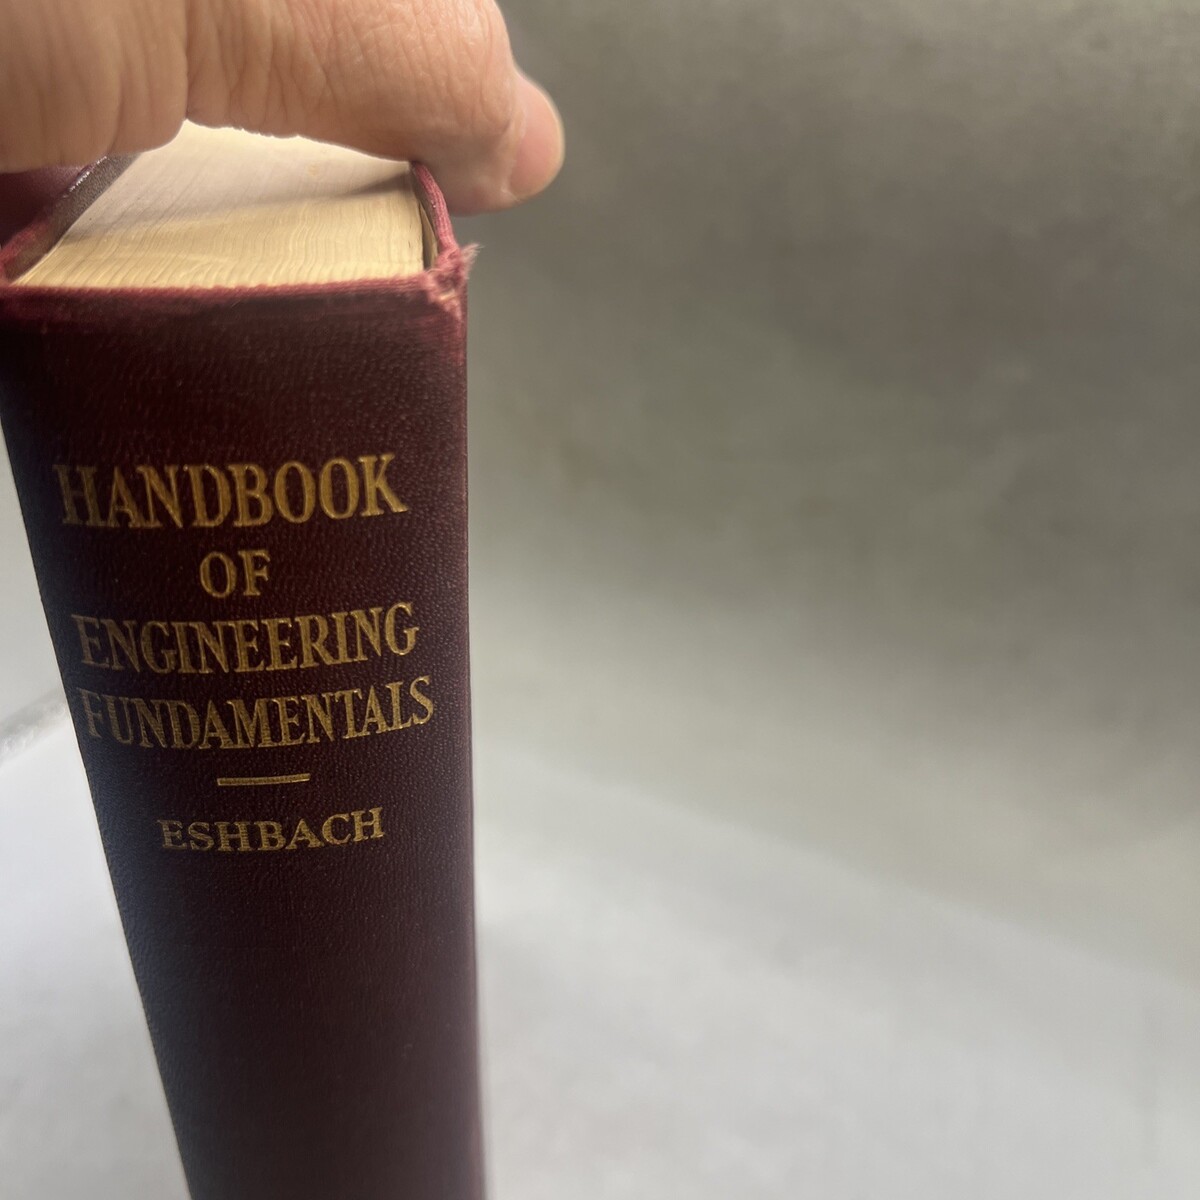 HANDBOOK
OF
ENGINEERING
FUNDAMENTALS
ESHBACH